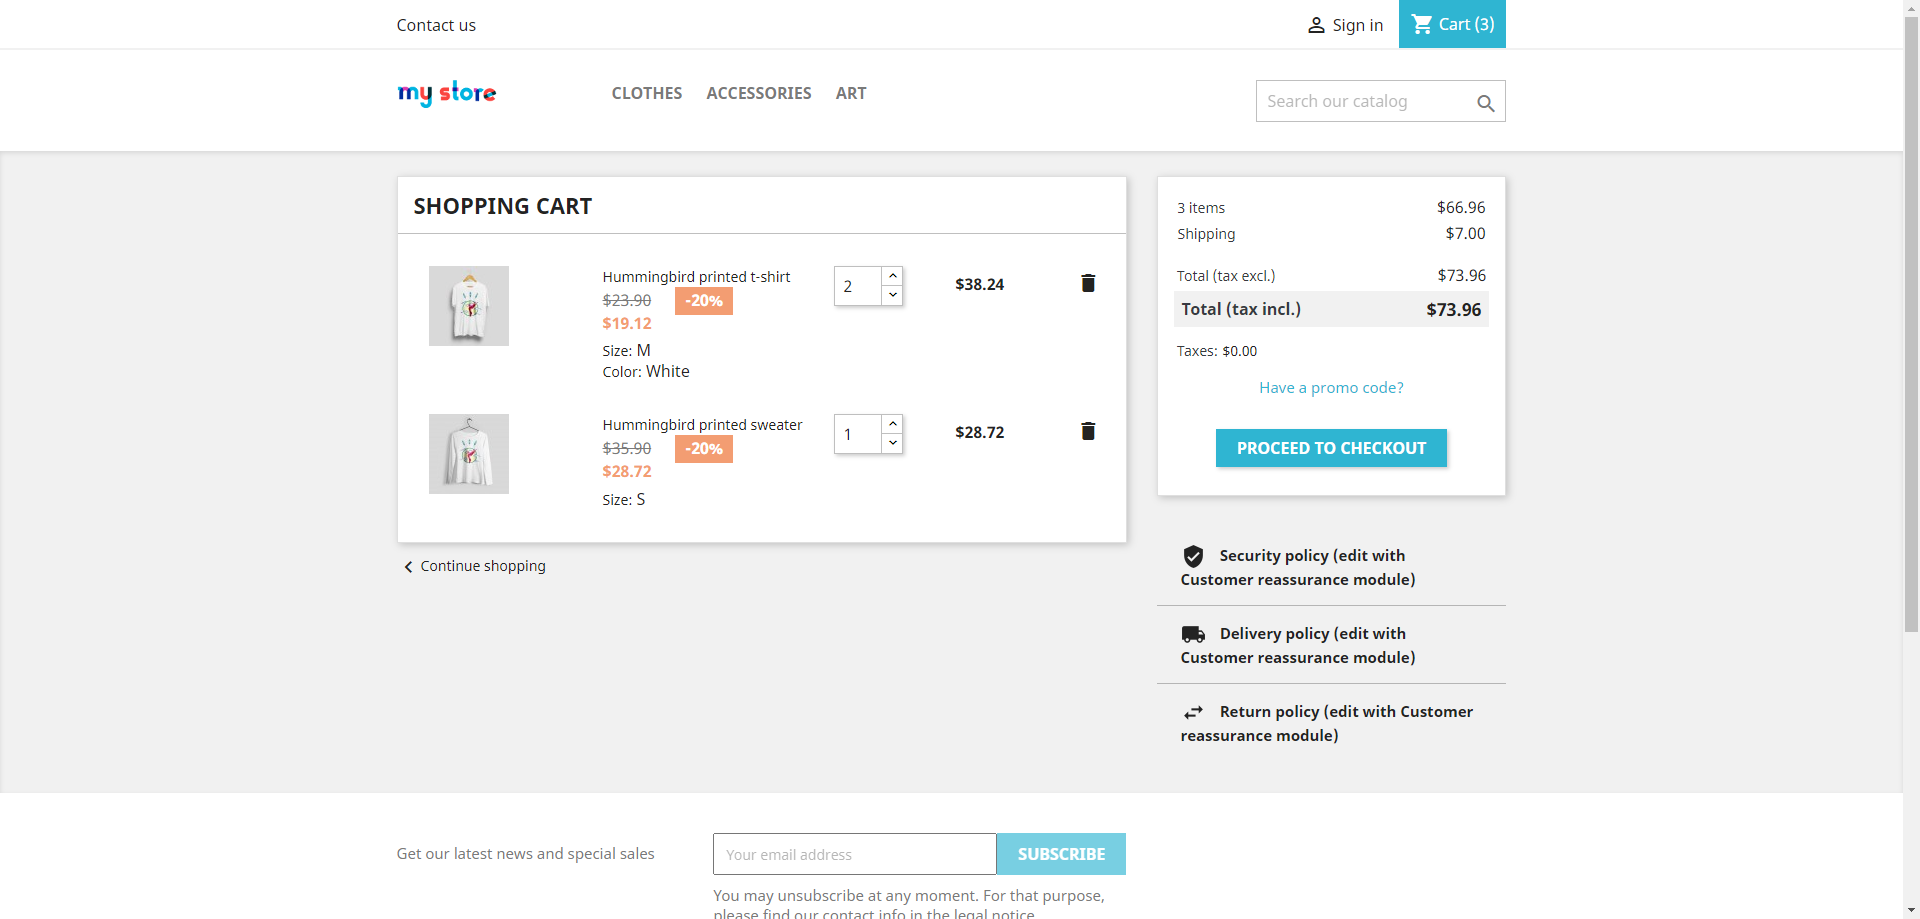 Contact us
Sign in
Cart (3)
my store
CLOTHES
ACCESSORIES
ART
Search our catalog
SHOPPING CART
Hummingbird printed t-shirt
$23.90 -20%
$19.12
Size: M
Color: White
2
$38.24
Hummingbird printed sweater
$35.90 -20%
$28.72
Size: S
1
$28.72
Continue shopping
3 items $66.96
Shipping $7.00
Total (tax excl.) $73.96
Total (tax incl.) $73.96
Taxes: $0.00
Have a promo code?
PROCEED TO CHECKOUT
Security policy (edit with
Customer reassurance module)
Delivery policy (edit with
Customer reassurance module)
Return policy (edit with Customer
reassurance module)
Get our latest news and special sales
Your email address
SUBSCRIBE
You may unsubscribe at any moment. For that purpose,
please find our contact info in the legal notice.